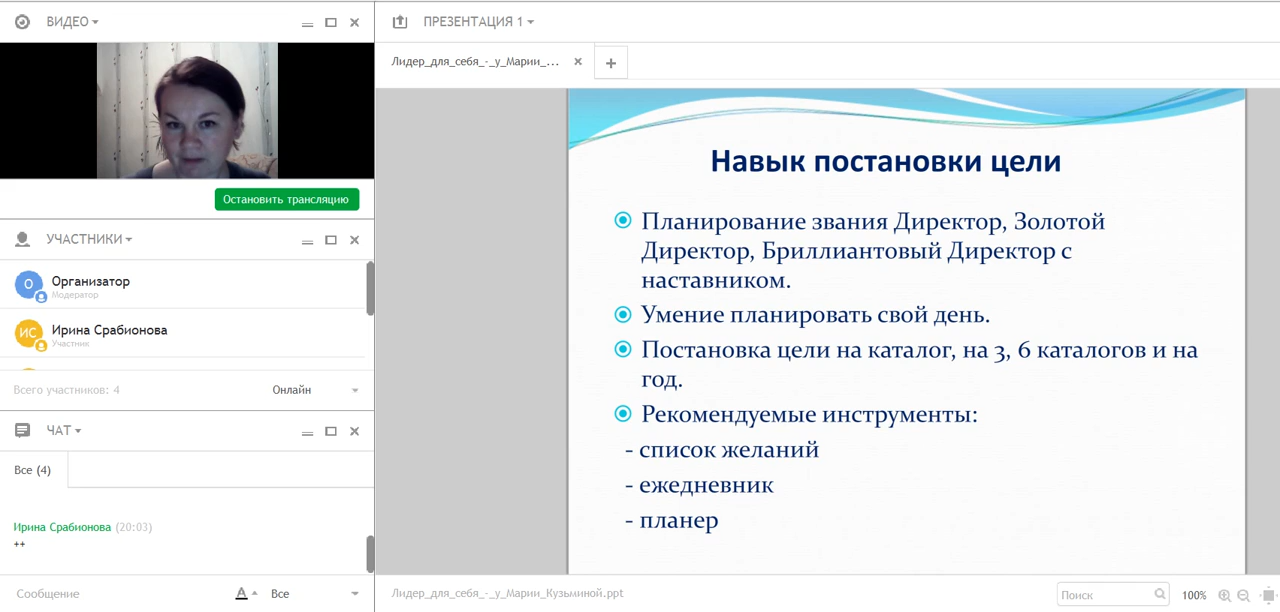 ВИДЕО
Остановить трансляцию
УЧАСТНИКИ
О
Организатор
Модератор
ИС
Ирина Срабионова
Участник
Всего участников: 4
Онлайн
ЧАТ
Все (4)
Ирина Срабионова (20:03)
++
Сообщение
A
Все
ПРЕЗЕНТАЦИЯ 1
Лидер_для_себя_-_у_Марии_...
+
Навык постановки цели
Планирование звания Директор, Золотой
Директор, Бриллиантовый Директор с
наставником.
Умение планировать свой день.
Постановка цели на каталог, на 3, 6 каталогов и на
год.
Рекомендуемые инструменты:
- список желаний
- ежедневник
- планер
Лидер_для_себя_-_у_Марии_Кузьминой.ppt
Поиск
100%